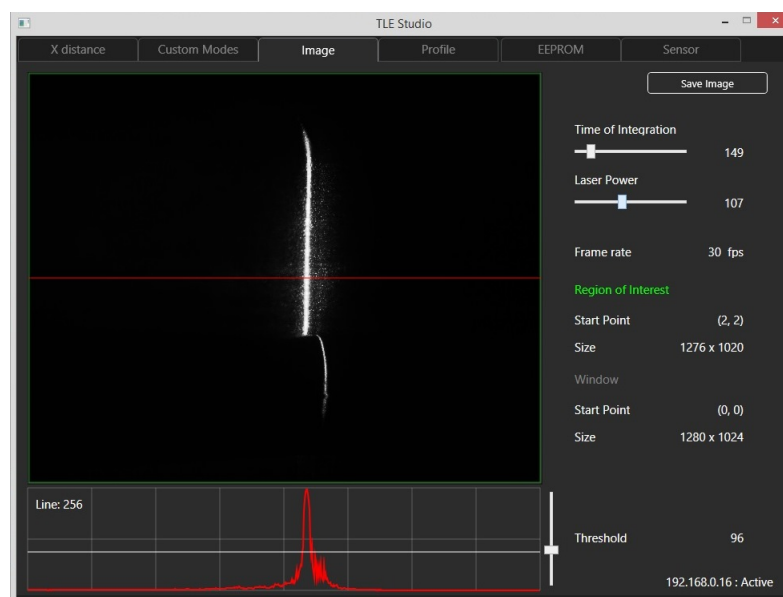 TLE Studio
X distance Custom Modes Image Profile EEPROM Sensor
Save Image
Time of Integration
149
Laser Power
107
Frame rate 30 fps
Region of Interest
Start Point (2, 2)
Size 1276 x 1020
Window
Start Point (0, 0)
Size 1280 x 1024
Line: 256
Threshold 96
192.168.0.16 : Active